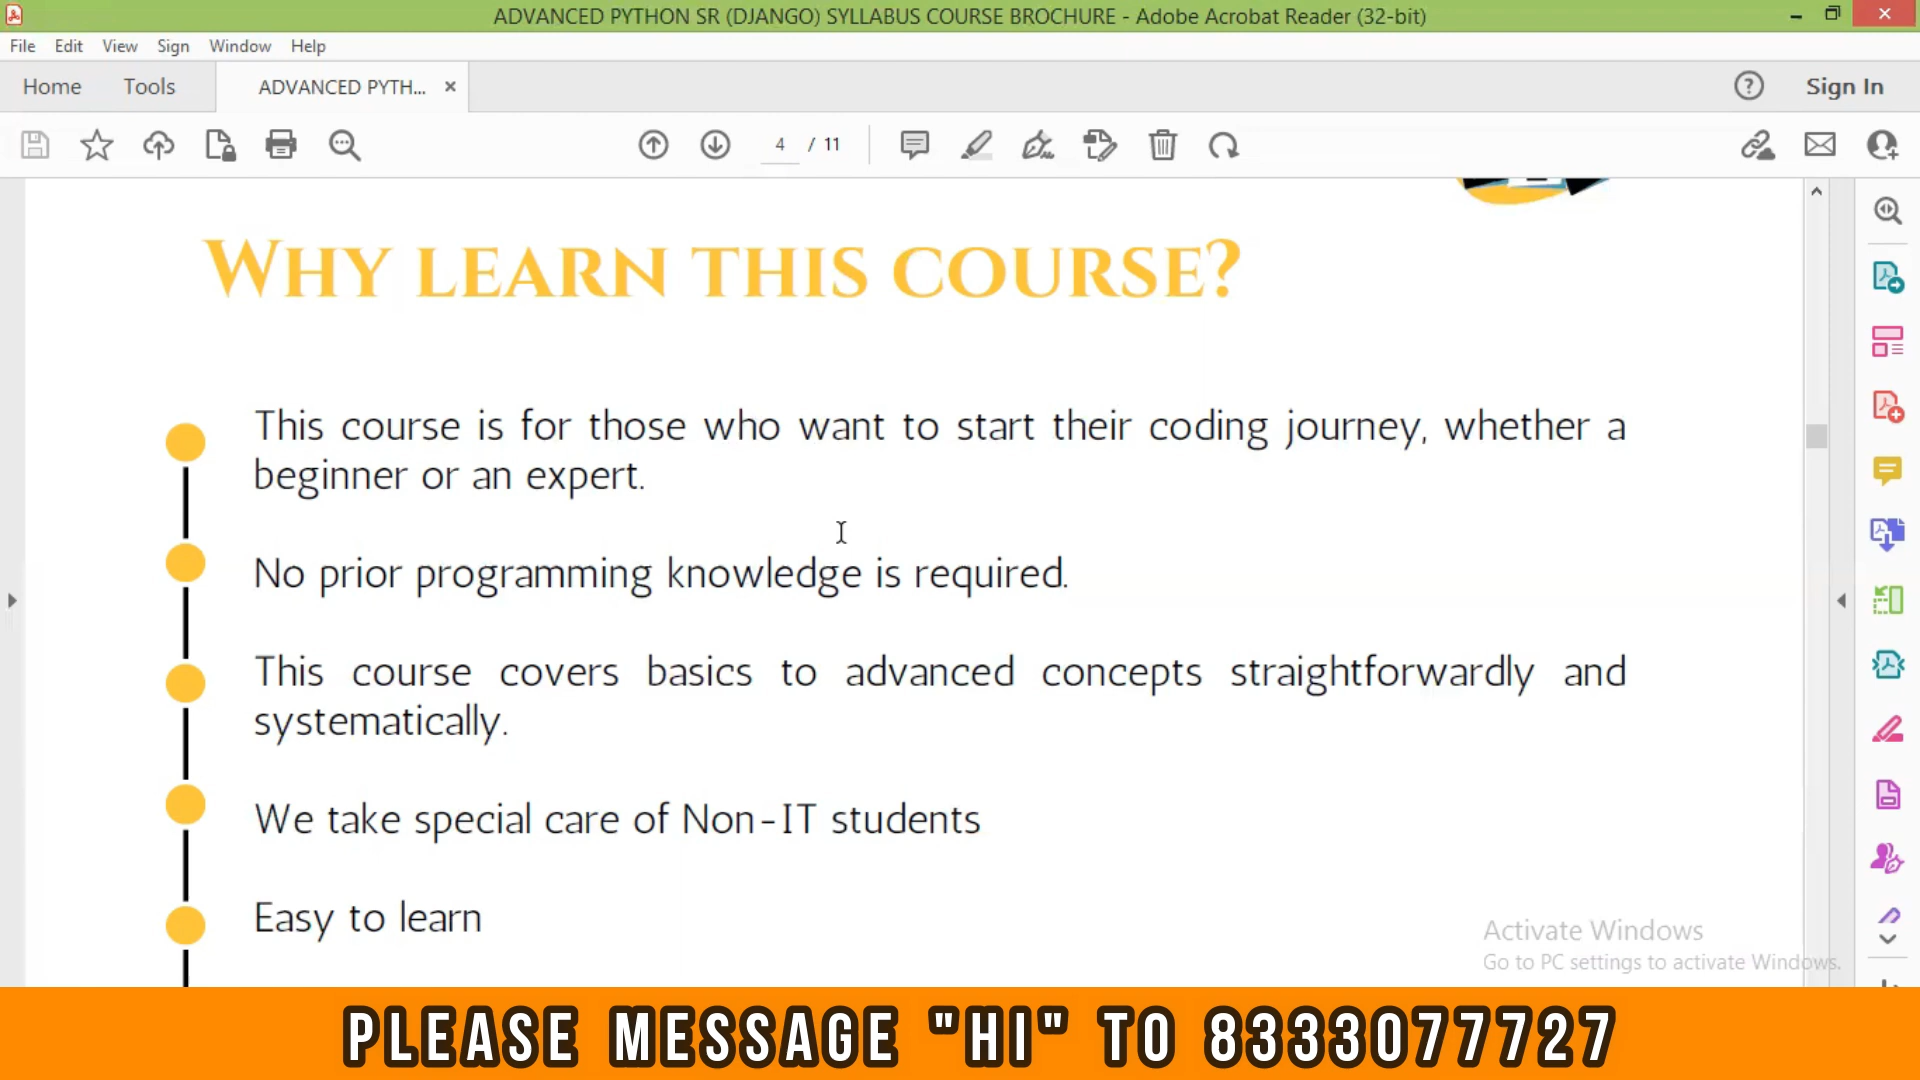 ADVANCED PYTHON SR (DJANGO) SYLLABUS COURSE BROCHURE - Adobe Acrobat Reader (32-bit)
File Edit View Sign Window Help
Home Tools ADVANCED PYTH... × ? Sign In
4 / 11
WHY LEARN THIS COURSE?
This course is for those who want to start their coding journey, whether a
beginner or an expert.
No prior programming knowledge is required.
This course covers basics to advanced concepts straightforwardly and
systematically.
We take special care of Non-IT students
Easy to learn
Activate Windows
Go to PC settings to activate Windows.
PLEASE MESSAGE "HI" TO 8333077727